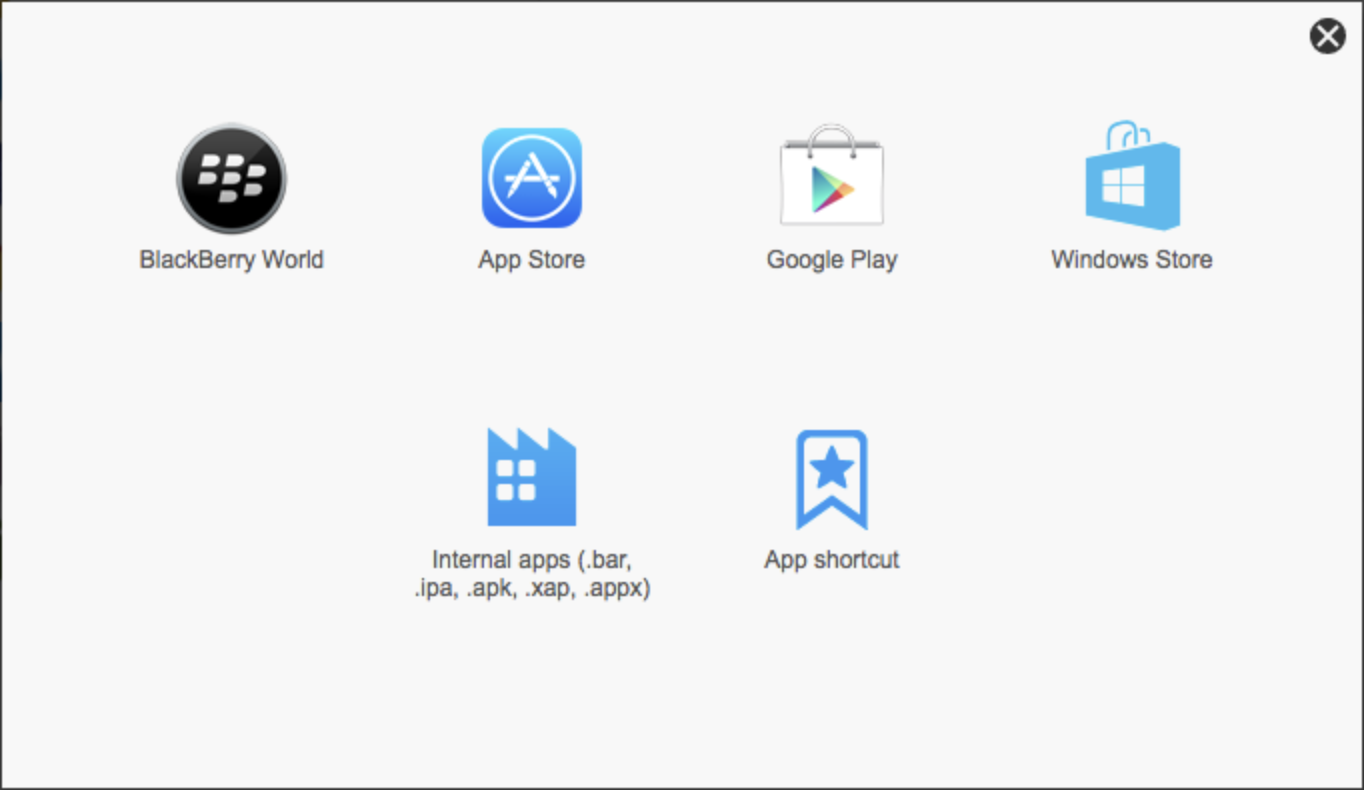 BlackBerry World
App Store
Google Play
Windows Store
Internal apps (.bar,
.ipa, .apk, .xap, .appx)
App shortcut